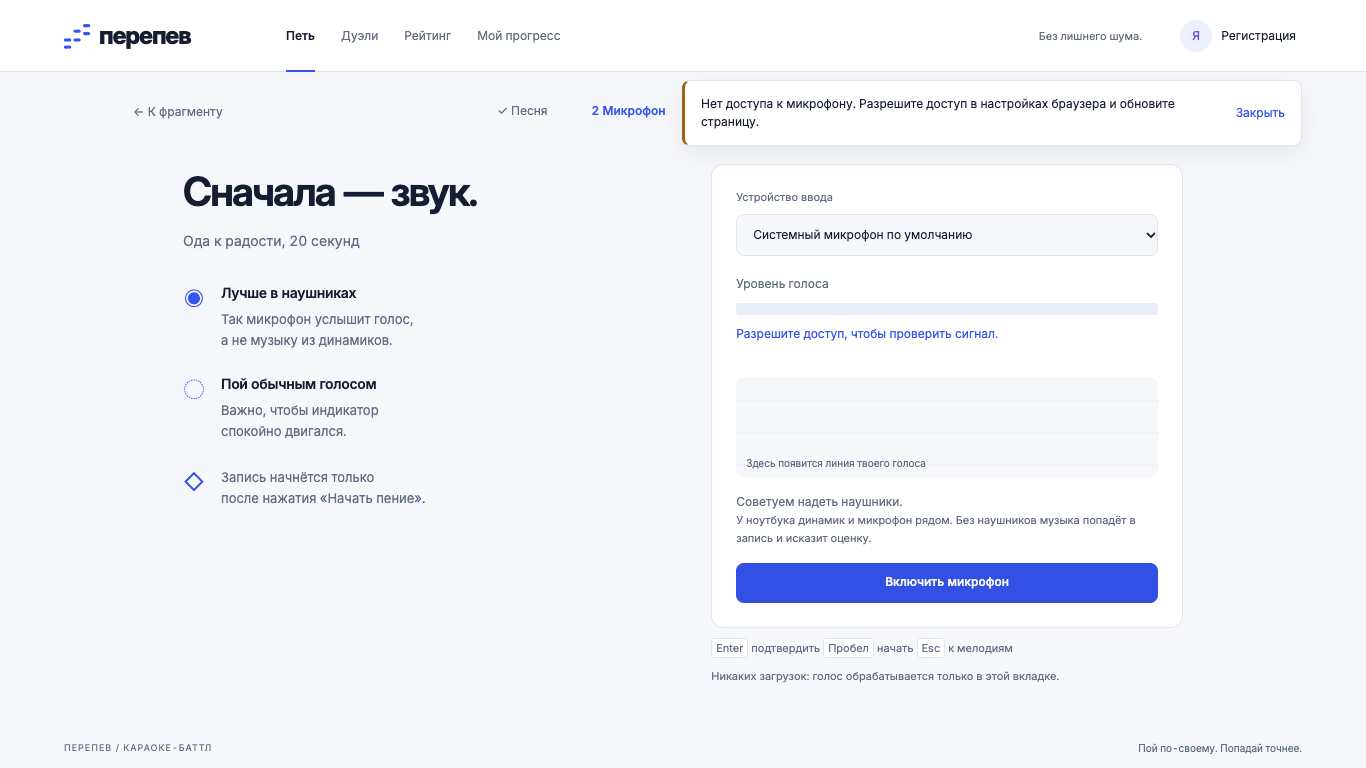 перепев
Петь
Дуэли
Рейтинг
Мой прогресс
Без лишнего шума.
Я
Регистрация
← К фрагменту
✓ Песня
2 Микрофон
Нет доступа к микрофону. Разрешите доступ в настройках браузера и обновите
страницу.
Закрыть
Сначала — звук.
Ода к радости, 20 секунд
Лучше в наушниках
Так микрофон услышит голос,
а не музыку из динамиков.
Пой обычным голосом
Важно, чтобы индикатор
спокойно двигался.
Запись начнётся только
после нажатия «Начать пение».
Устройство ввода
Системный микрофон по умолчанию
Уровень голоса
Разрешите доступ, чтобы проверить сигнал.
Здесь появится линия твоего голоса
Советуем надеть наушники.
У ноутбука динамик и микрофон рядом. Без наушников музыка попадёт в
запись и исказит оценку.
Включить микрофон
Enter подтвердить Пробел начать Esc к мелодиям
Никаких загрузок: голос обрабатывается только в этой вкладке.
ПЕРЕПЕВ / КАРАОКЕ-БАТТЛ
Пой по-своему. Попадай точнее.